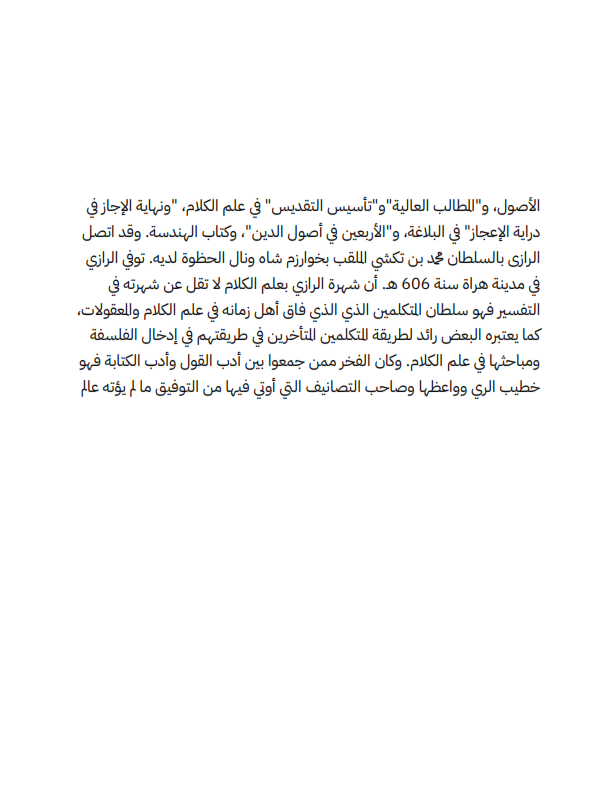 الأصول، و"المطالب العالية"و"تأسيس التقديس" في علم الكلام، "ونهاية الإجاز في
دراية الإعجاز" في البلاغة، و"الأربعين في أصول الدين"، وكتاب الهندسة. وقد اتصل
الرازى بالسلطان محمد بن تكشي الملقب بخوارزم شاه ونال الحظوة لديه. توفي الرازي
في مدينة هراة سنة 606 هـ. أن شهرة الرازي بعلم الكلام لا تقل عن شهرته في
التفسير فهو سلطان المتكلمين الذي الذي فاق أهل زمانه في علم الكلام والمعقولات،
كما يعتبره البعض رائد لطريقة المتكلمين المتأخرين في طريقتهم في إدخال الفلسفة
ومباحثها في علم الكلام. وكان الفخر ممن جمعوا بين أدب القول وأدب الكتابة فهو
خطيب الري وواعظها وصاحب التصانيف التي أوتي فيها من التوفيق ما لم يؤته عالم